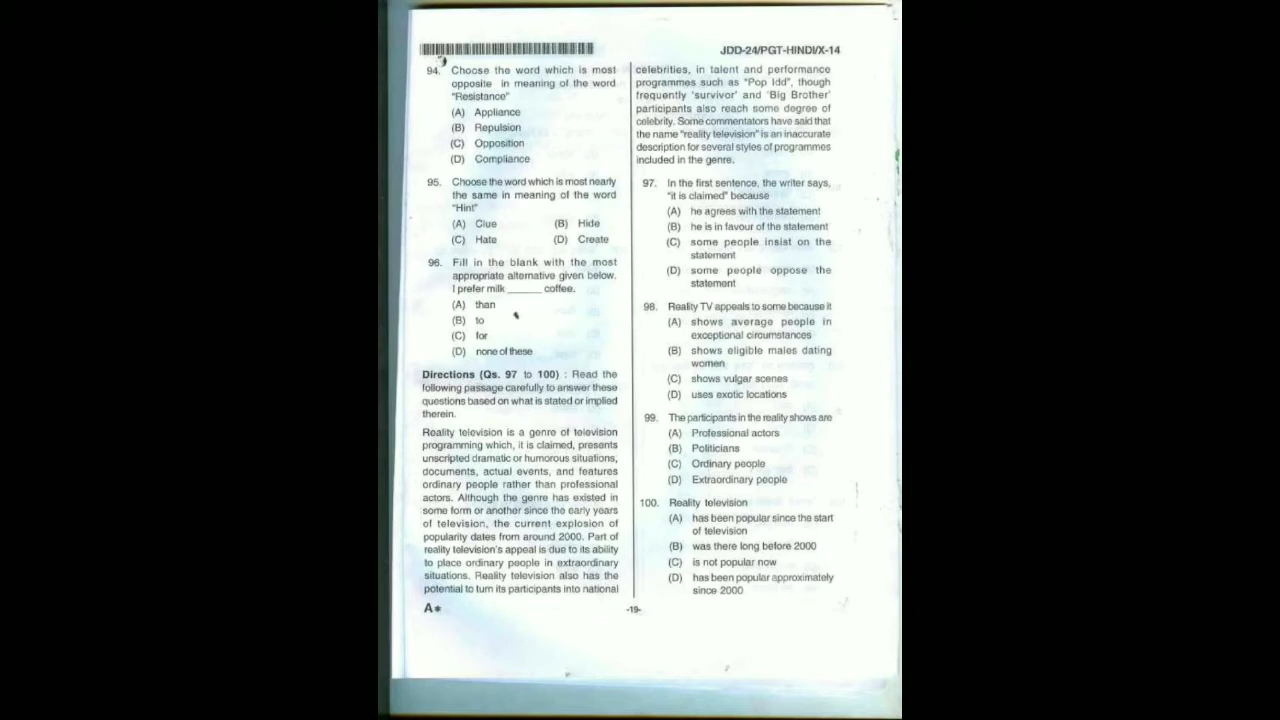 JDD-24/PGT-HINDI/X-14
94. Choose the word which is most
opposite in meaning of the word
"Resistance"
(A) Appliance
(B) Repulsion
(C) Opposition
(D) Compliance
95. Choose the word which is most nearly
the same in meaning of the word
"Hint"
(A) Clue (B) Hide
(C) Hate (D) Create
96. Fill in the blank with the most
appropriate alternative given below.
I prefer milk ______ coffee.
(A) than
(B) to
(C) for
(D) none of these
Directions (Qs. 97 to 100) : Read the
following passage carefully to answer these
questions based on what is stated or implied
therein.
Reality television is a genre of television
programming which, it is claimed, presents
unscripted dramatic or humorous situations,
documents, actual events, and features
ordinary people rather than professional
actors. Although the genre has existed in
some form or another since the early years
of television, the current explosion of
popularity dates from around 2000. Part of
reality television's appeal is due to its ability
to place ordinary people in extraordinary
situations. Reality television also has the
potential to turn its participants into national
celebrities, in talent and performance
programmes such as "Pop Idd", though
frequently 'survivor' and 'Big Brother'
participants also reach some degree of
celebrity. Some commentators have said that
the name "reality television" is an inaccurate
description for several styles of programmes
included in the genre.
97. In the first sentence, the writer says,
"it is claimed" because
(A) he agrees with the statement
(B) he is in favour of the statement
(C) some people insist on the
statement
(D) some people oppose the
statement
98. Reality TV appeals to some because it
(A) shows average people in
exceptional circumstances
(B) shows eligible males dating
women
(C) shows vulgar scenes
(D) uses exotic locations
99. The participants in the reality shows are
(A) Professional actors
(B) Politicians
(C) Ordinary people
(D) Extraordinary people
100. Reality television
(A) has been popular since the start
of television
(B) was there long before 2000
(C) is not popular now
(D) has been popular approximately
since 2000
A*
-19-